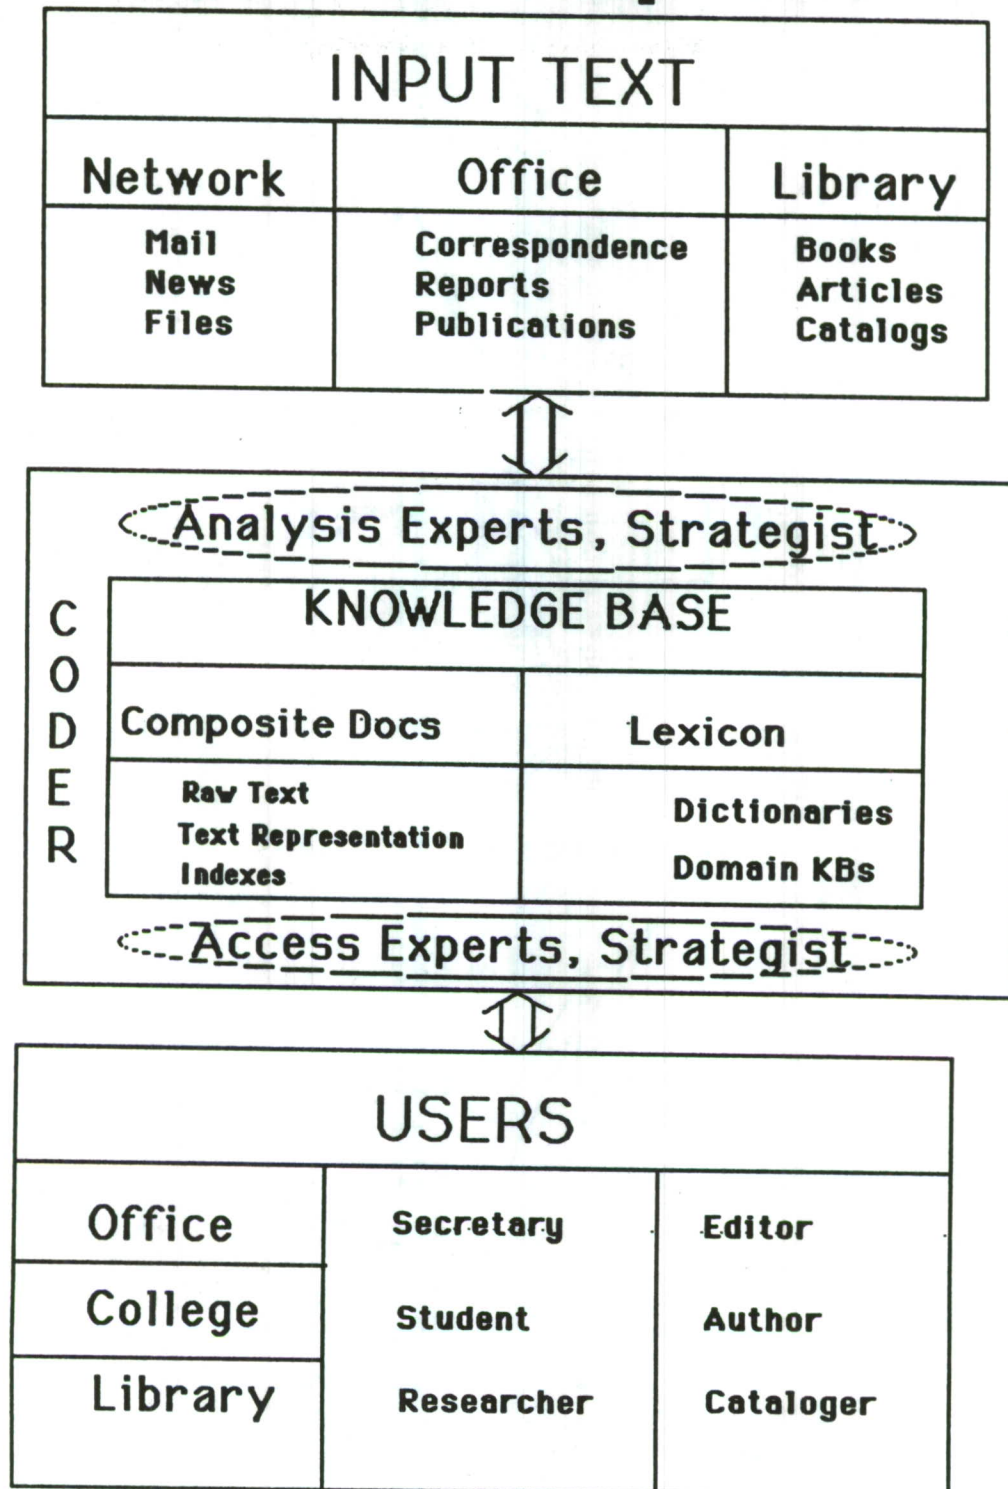 INPUT TEXT
Network Office Library
Mail Correspondence Books
News Reports Articles
Files Publications Catalogs
Analysis Experts, Strategist
CODER
KNOWLEDGE BASE
Composite Docs Lexicon
Raw Text Dictionaries
Text Representation Domain KBs
Indexes
Access Experts, Strategist
USERS
Office Secretary Editor
College Student Author
Library Researcher Cataloger